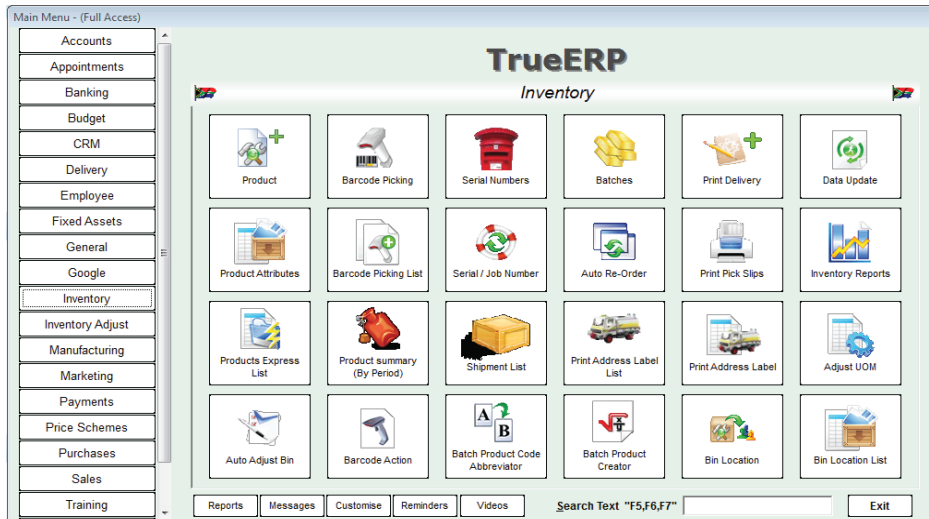 Main Menu - (Full Access)
Accounts
Appointments
Banking
Budget
CRM
Delivery
Employee
Fixed Assets
General
Google
Inventory
Inventory Adjust
Manufacturing
Marketing
Payments
Price Schemes
Purchases
Sales
Training
TrueERP
Inventory
Product
Barcode Picking
Serial Numbers
Batches
Print Delivery
Data Update
Product Attributes
Barcode Picking List
Serial / Job Number
Auto Re-Order
Print Pick Slips
Inventory Reports
Products Express
List
Product summary
(By Period)
Shipment List
Print Address Label
List
Print Address Label
Adjust UOM
Auto Adjust Bin
Barcode Action
A
B
Batch Product Code
Abbreviator
Batch Product
Creator
Bin Location
Bin Location List
Reports
Messages
Customise
Reminders
Videos
Search Text "F5,F6,F7"
Exit